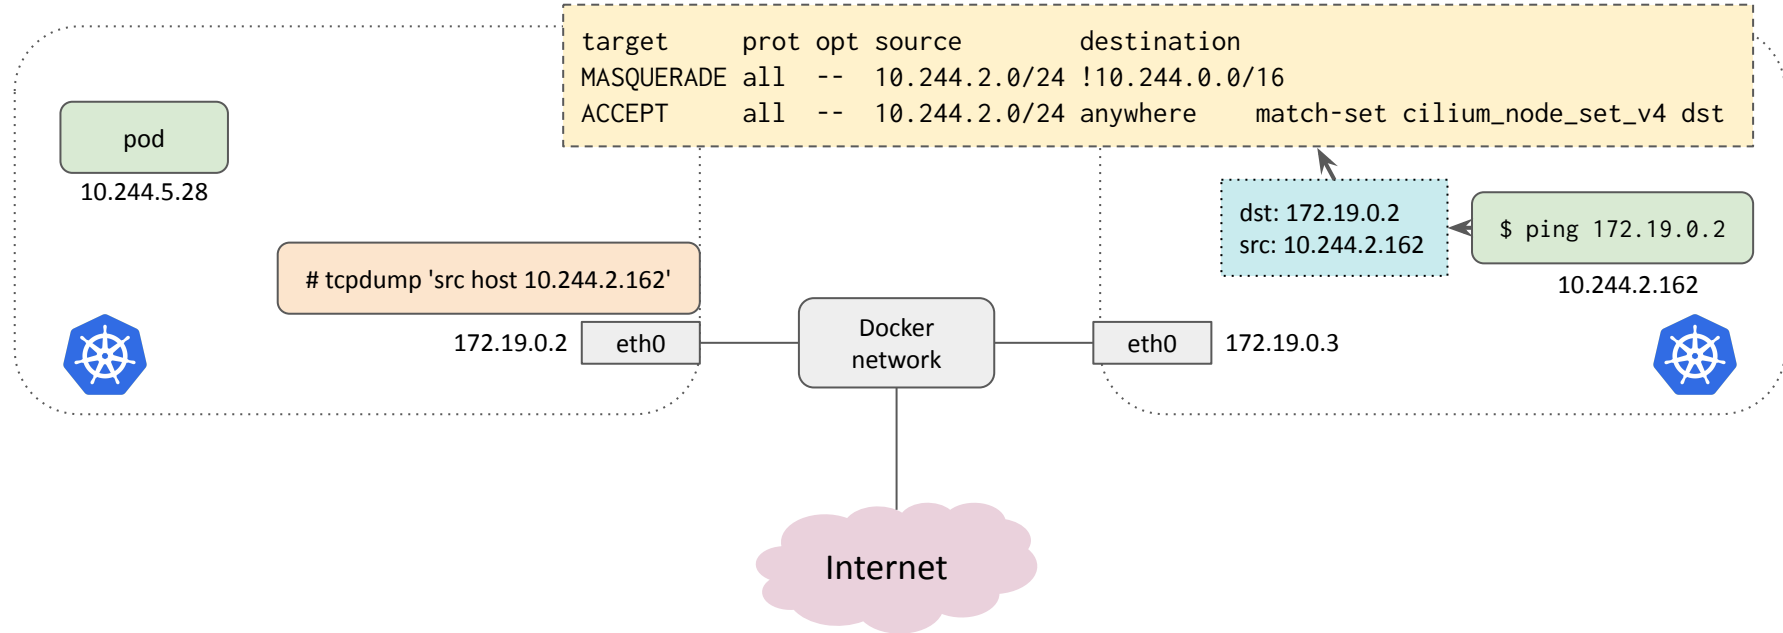 target prot opt source destination
MASQUERADE all -- 10.244.2.0/24 !10.244.0.0/16
ACCEPT all -- 10.244.2.0/24 anywhere match-set cilium_node_set_v4 dst
pod
10.244.5.28
dst: 172.19.0.2
src: 10.244.2.162
$ ping 172.19.0.2
10.244.2.162
# tcpdump 'src host 10.244.2.162'
172.19.0.2
eth0
Docker
network
eth0
172.19.0.3
Internet